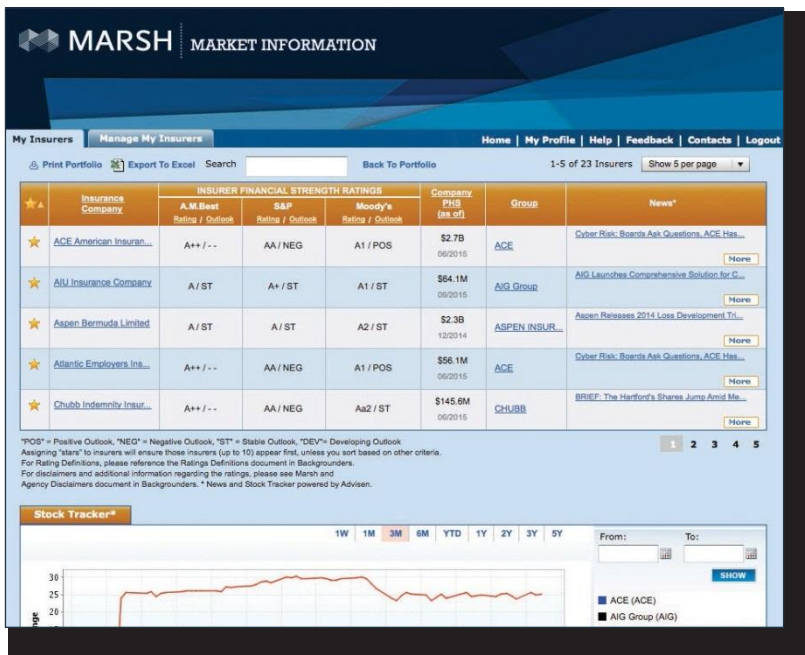 MARSH MARKET INFORMATION
My Insurers Manage My Insurers Home | My Profile | Help | Feedback | Contacts | Logout
Print Portfolio Export To Excel Search Back To Portfolio 1-5 of 23 Insurers Show 5 per page
INSURER FINANCIAL STRENGTH RATINGS
Insurance Company A.M.Best Rating / Outlook S&P Rating / Outlook Moody's Rating / Outlook Company PHS (as of) Group News*
ACE American Insuran... A++ / - - AA / NEG A1 / POS $2.7B 06/2015 ACE Cyber Risk: Boards Ask Questions, ACE Has... More
AIU Insurance Company A / ST A+ / ST A1 / ST $64.1M 06/2015 AIG Group AIG Launches Comprehensive Solution for C... More
Aspen Bermuda Limited A / ST A / ST A2 / ST $2.3B 12/2014 ASPEN INSUR... Aspen Releases 2014 Loss Development Tri... More
Atlantic Employers Ins... A++ / - - AA / NEG A1 / POS $56.1M 06/2015 ACE Cyber Risk: Boards Ask Questions, ACE Has... More
Chubb Indemnity Insur... A++ / - - AA / NEG Aa2 / ST $145.6M 06/2015 CHUBB BRIEF: The Hartford's Shares Jump Amid Me... More
"POS" = Positive Outlook, "NEG" = Negative Outlook, "ST" = Stable Outlook, "DEV"= Developing Outlook
1 2 3 4 5
Assigning "stars" to insurers will ensure those insurers (up to 10) appear first, unless you sort based on other criteria.
For Rating Definitions, please reference the Ratings Definitions document in Backgrounders.
For disclaimers and additional information regarding the ratings, please see Marsh and
Agency Disclaimers document in Backgrounders. * News and Stock Tracker powered by Advisen.
Stock Tracker*
1W 1M 3M 6M YTD 1Y 2Y 3Y 5Y
From: To:
SHOW
30
25
20
ACE (ACE)
AIG Group (AIG)